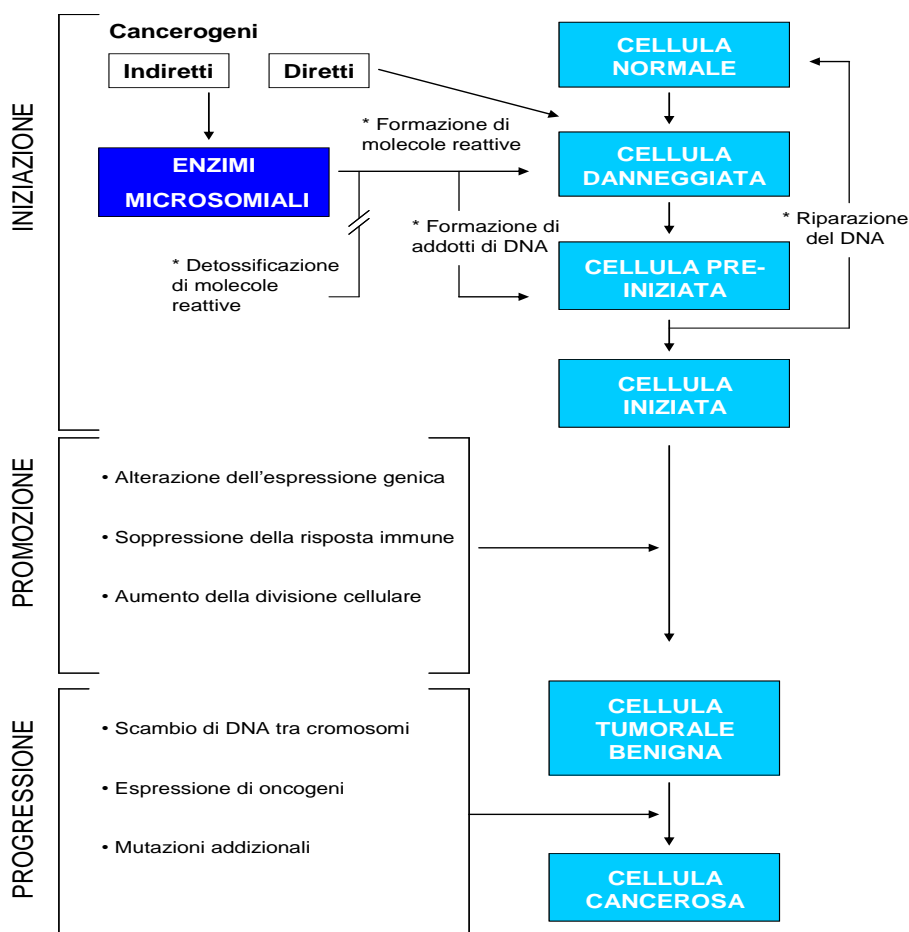 INIZIAZIONE
Cancerogeni
Indiretti
Diretti
ENZIMI
MICROSOMIALI
* Formazione di
molecole reattive
* Formazione di
addotti di DNA
* Detossificazione
di molecole
reattive
CELLULA
NORMALE
CELLULA
DANNEGGIATA
CELLULA PRE-
INIZIATA
CELLULA
INIZIATA
* Riparazione
del DNA
PROMOZIONE
• Alterazione dell'espressione genica
• Soppressione della risposta immune
• Aumento della divisione cellulare
PROGRESSIONE
• Scambio di DNA tra cromosomi
• Espressione di oncogeni
• Mutazioni addizionali
CELLULA
TUMORALE
BENIGNA
CELLULA
CANCEROSA